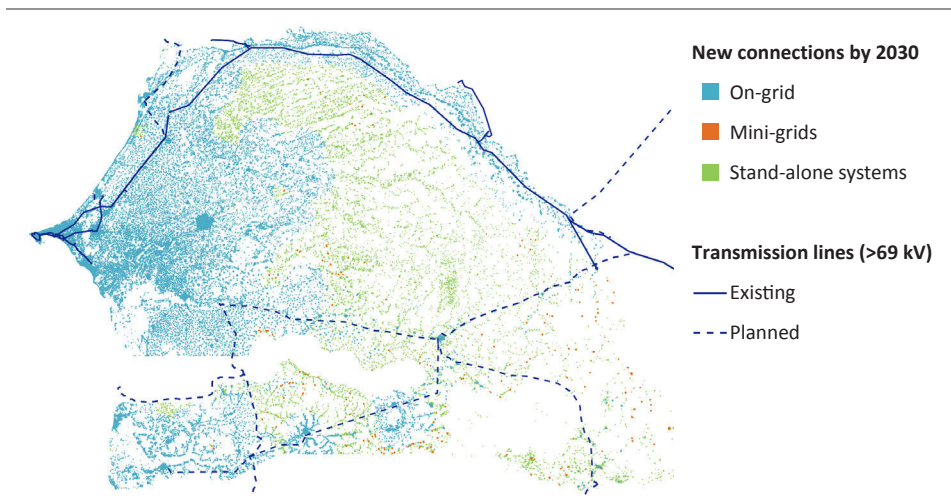 New connections by 2030
On-grid
Mini-grids
Stand-alone systems
Transmission lines (>69 kV)
Existing
Planned